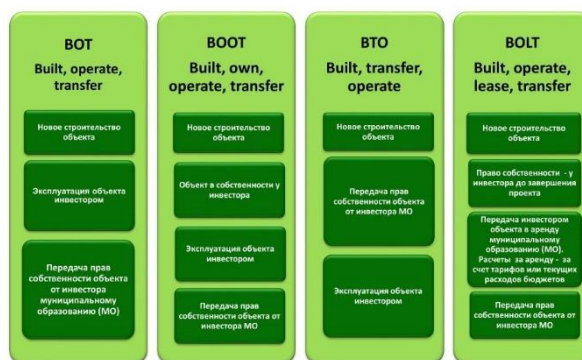 BOT
Built, operate,
transfer
Новое строительство
объекта
Эксплуатация объекта
инвестором
Передача прав
собственности объекта
от инвестора
муниципальному
образованию (МО)
BOOT
Built, own,
operate, transfer
Новое строительство
объекта
Объект в собственности у
инвестора
Эксплуатация объекта
инвестором
Передача прав
собственности объекта от
инвестора МО
BTO
Built, transfer,
operate
Новое строительство
объекта
Передача прав
собственности объекта
от инвестора МО
Эксплуатация объекта
инвестором
BOLT
Built, operate,
lease, transfer
Новое строительство
объекта
Право собственности - у
инвестора до завершения
проекта
Передача инвестором
объекта в аренду
муниципальному
образованию (МО).
Расчеты за аренду - за
счет тарифов или текущих
расходов бюджетов
Передача прав
собственности объекта от
инвестора МО